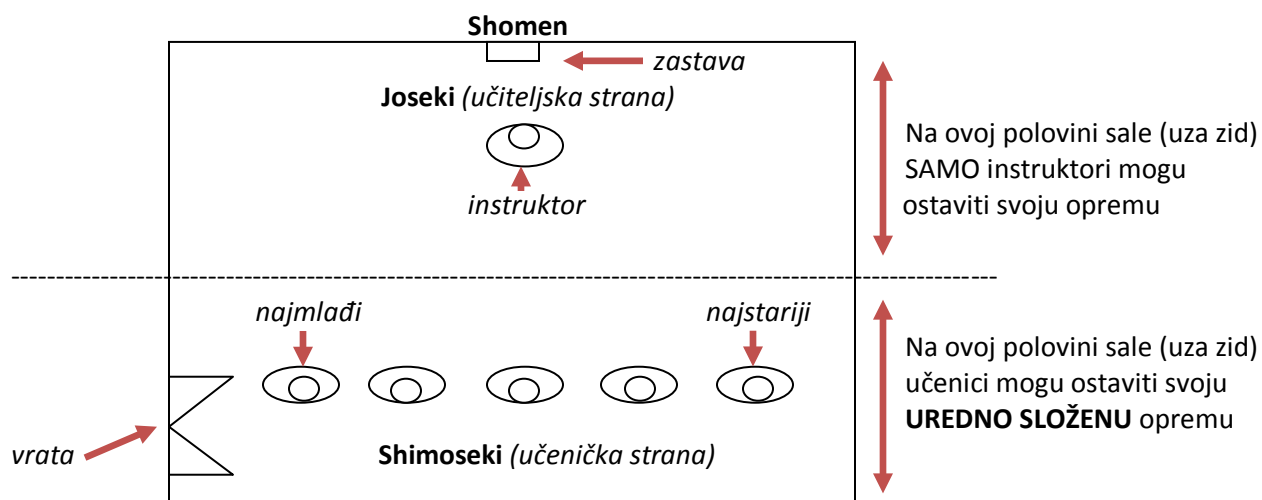 Shomen
zastava
Joseki (učiteljska strana)
instruktor
Na ovoj polovini sale (uza zid)
SAMO instruktori mogu
ostaviti svoju opremu
najmlađi
najstariji
Na ovoj polovini sale (uza zid)
učenici mogu ostaviti svoju
UREDNO SLOŽENU opremu
vrata
Shimoseki (učenička strana)